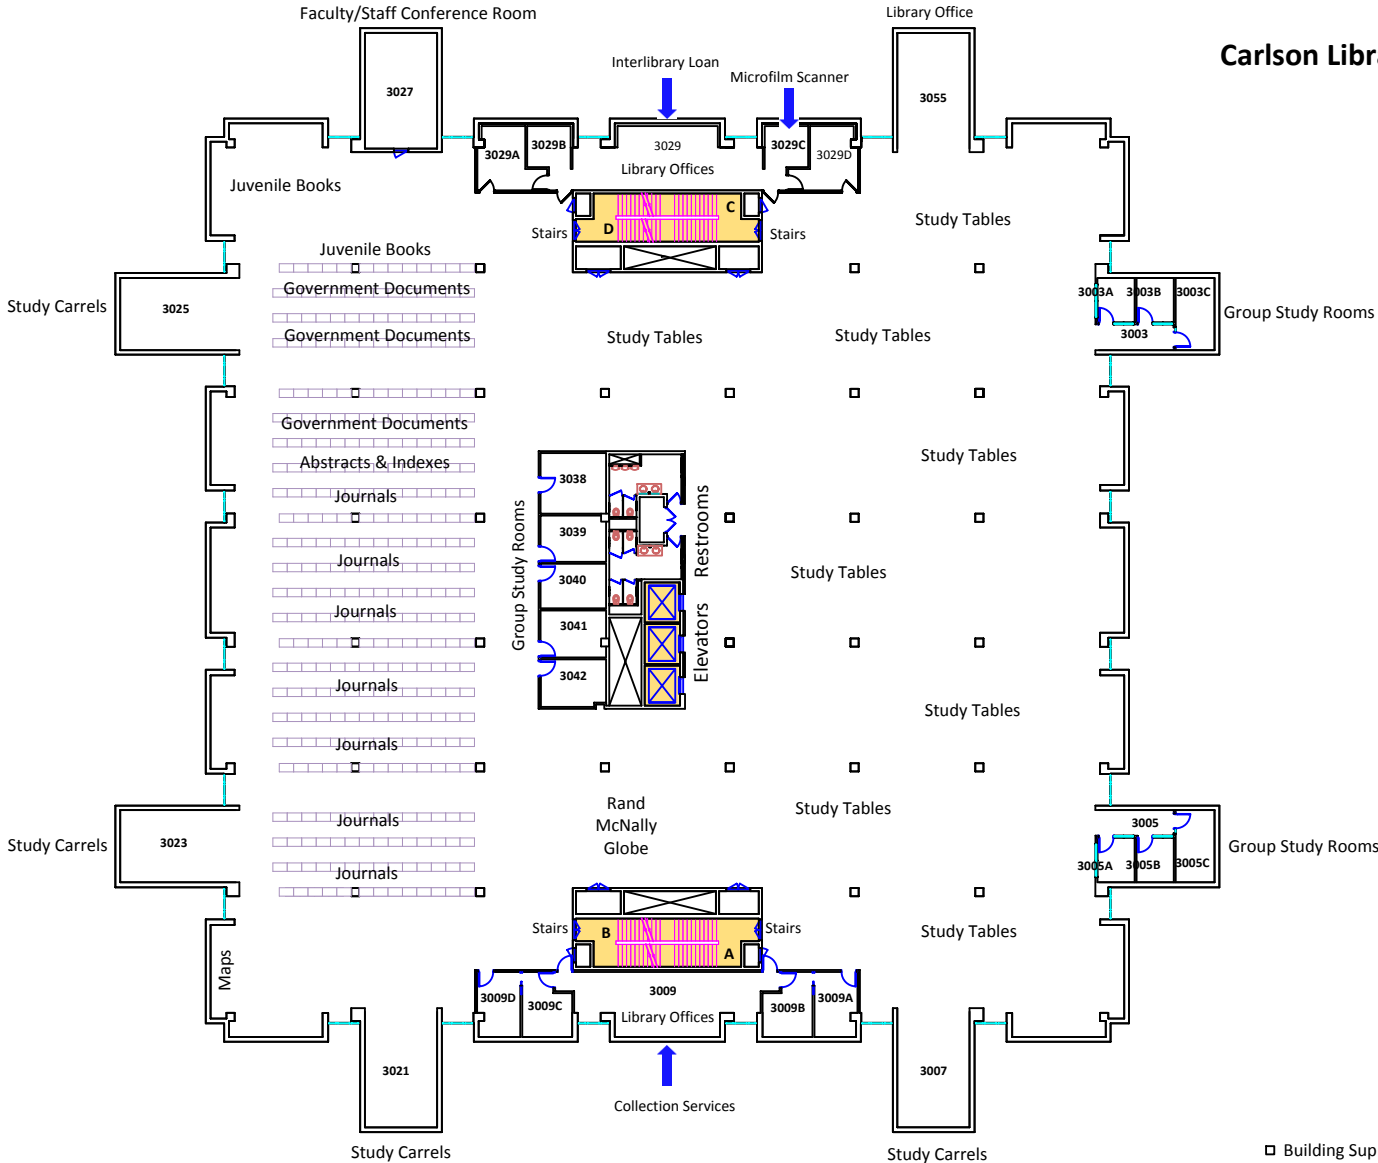 Faculty/Staff Conference Room
Library Office
Carlson Libra
Interlibrary Loan
Microfilm Scanner
3027
3055
3029A
3029B
3029
3029C
3029D
Library Offices
Juvenile Books
C
D
Stairs
Stairs
Study Tables
Juvenile Books
Government Documents
Study Carrels
3025
3003A
3003B
3003C
3003
Group Study Rooms
Government Documents
Study Tables
Study Tables
Government Documents
Abstracts & Indexes
Journals
Study Tables
3038
3039
3040
3041
3042
Group Study Rooms
Restrooms
Elevators
Journals
Study Tables
Journals
Journals
Study Tables
Journals
Rand
McNally
Globe
Study Tables
Journals
Study Carrels
3023
3005
3005A
3005B
3005C
Group Study Rooms
Journals
Stairs
B
A
Stairs
Study Tables
Maps
3009D
3009C
3009
3009B
3009A
Library Offices
3021
3007
Collection Services
Study Carrels
Study Carrels
Building Sup